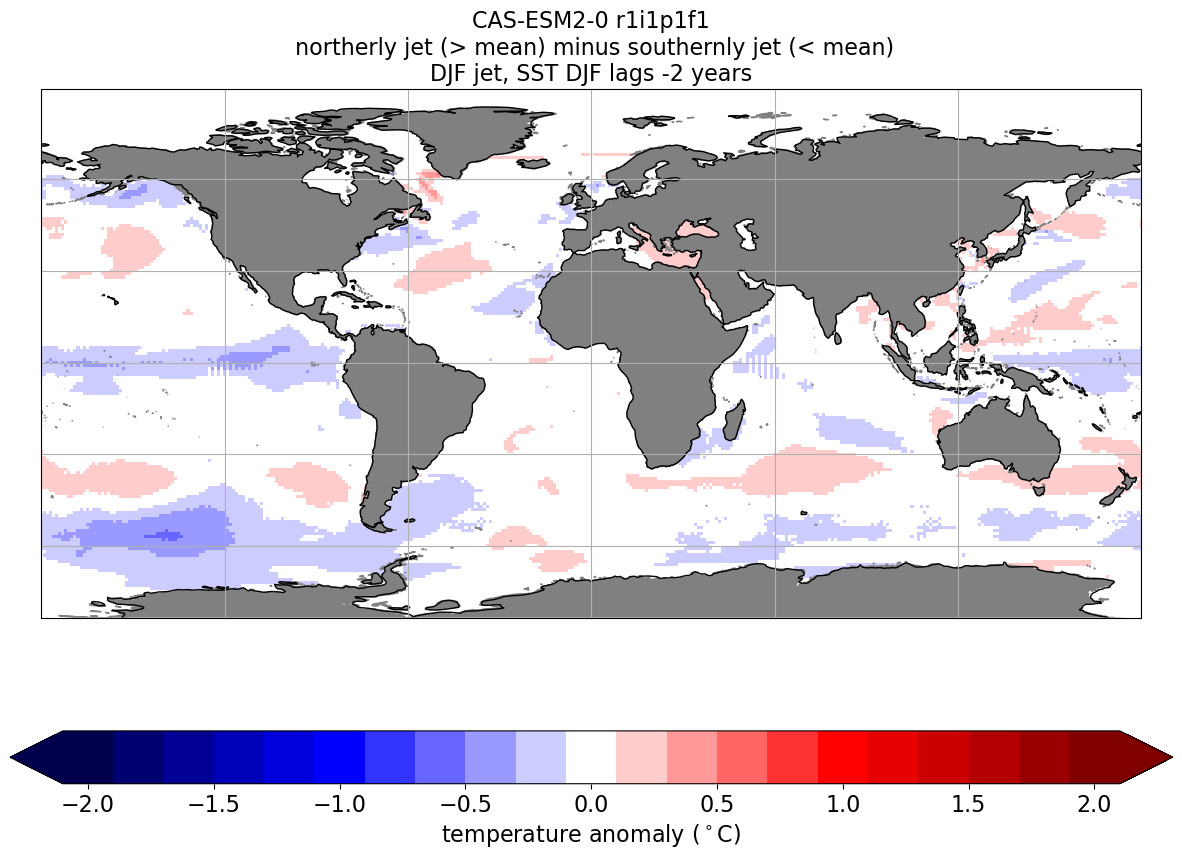 CAS-ESM2-0 r1i1p1f1
northerly jet (> mean) minus southernly jet (< mean)
DJF jet, SST DJF lags -2 years
−2.0 −1.5 −1.0 −0.5 0.0 0.5 1.0 1.5 2.0
temperature anomaly (°C)